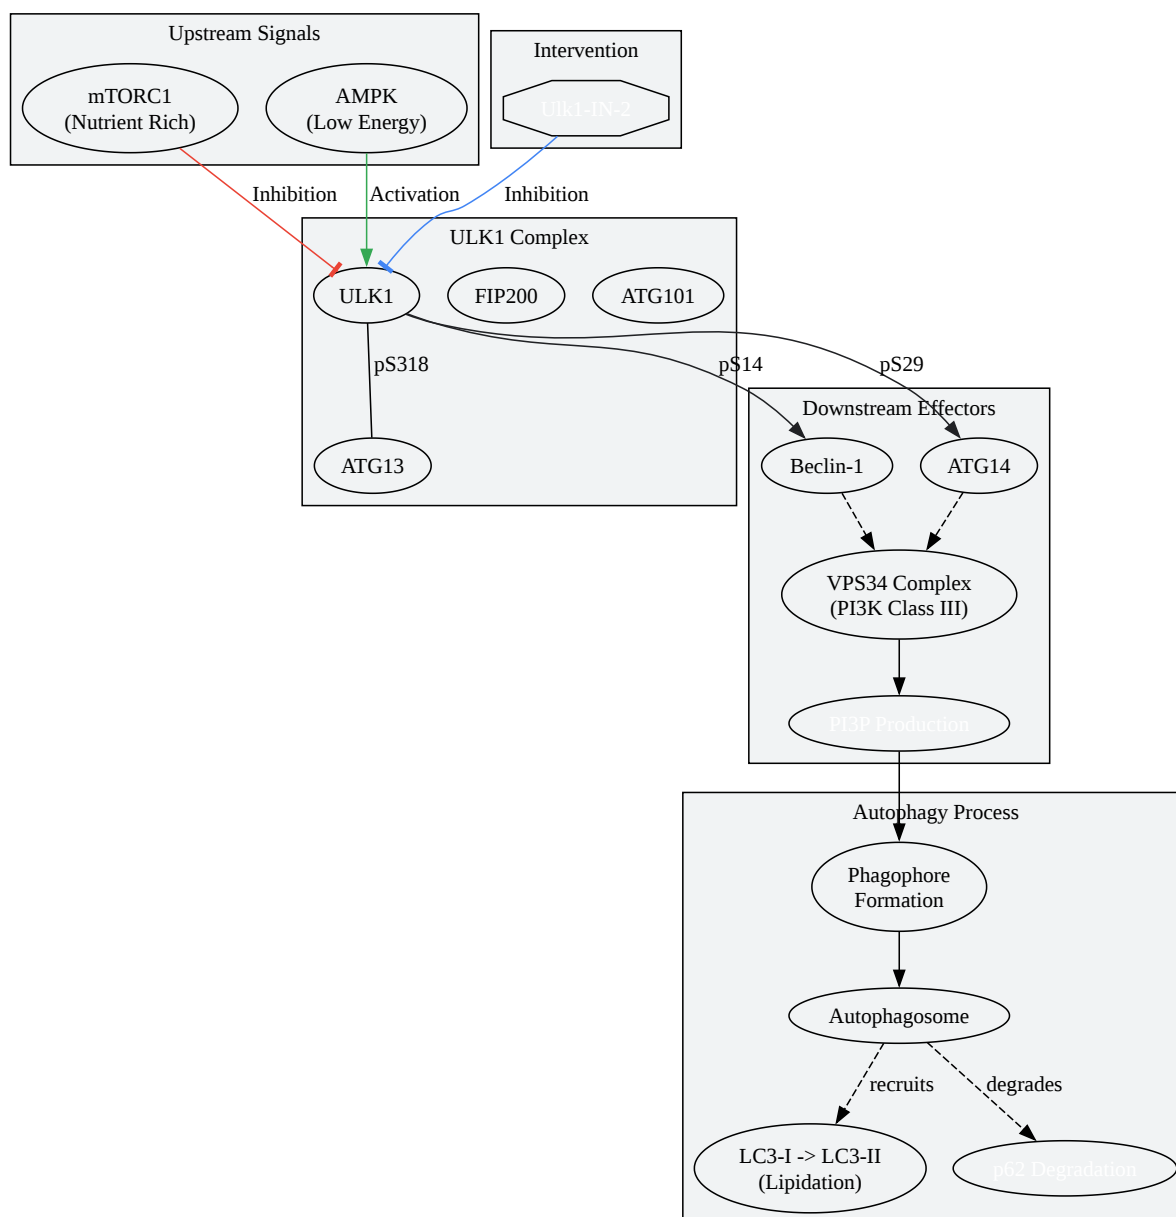 Upstream Signals
Intervention
mTORC1
(Nutrient Rich)
AMPK
(Low Energy)
Ulk1-IN-2
Inhibition
Activation
Inhibition
ULK1 Complex
ULK1
FIP200
ATG101
pS318
pS14
pS29
Downstream Effectors
ATG13
Beclin-1
ATG14
VPS34 Complex
(PI3K Class III)
PI3P Production
Autophagy Process
Phagophore
Formation
Autophagosome
recruits
degrades
LC3-I -> LC3-II
(Lipidation)
p62 Degradation